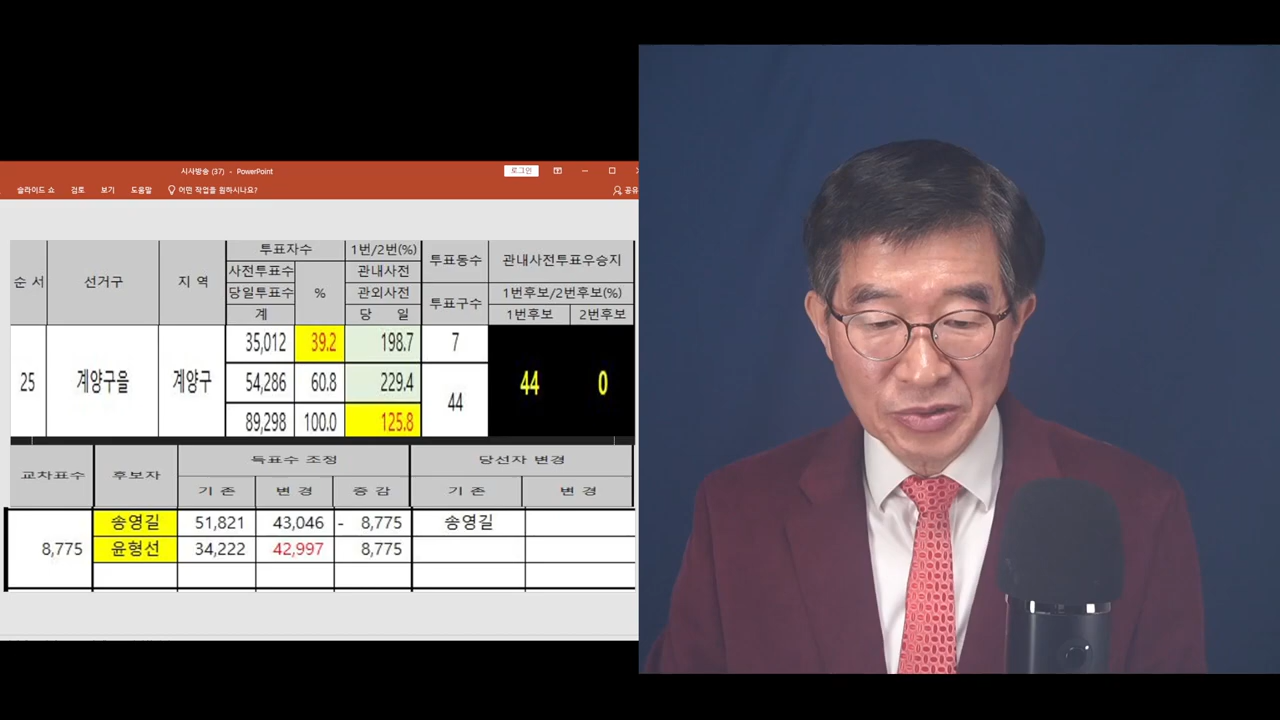 시사방송 (37) - PowerPoint
로그인
슬라이드 쇼 검토 보기 도움말 어떤 작업을 원하시나요?
공유
순 서 선거구 지 역 투표자수 1번/2번(%) 투표동수 관내사전투표우승지
사전투표수 % 관내사전
당일투표수 관외사전 투표구수 1번후보/2번후보(%)
계 당 일 1번후보 2번후보
25 계양구을 계양구 35,012 39.2 198.7 7 44 0
54,286 60.8 229.4 44
89,298 100.0 125.8
교차표수 후보자 득표수 조정 당선자 변경
기 존 변 경 증 감 기 존 변 경
8,775 송영길 51,821 43,046 - 8,775 송영길
윤형선 34,222 42,997 8,775